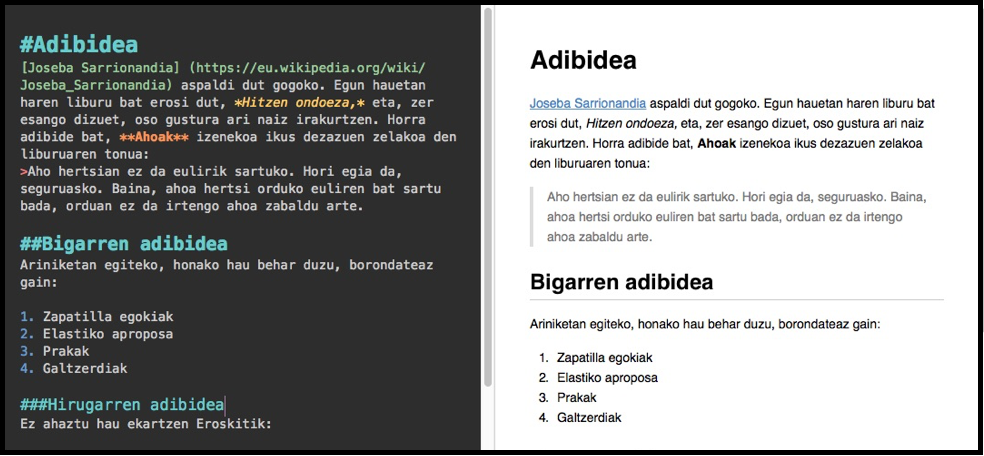 #Adibidea
[Joseba Sarrionandia] (https://eu.wikipedia.org/wiki/
Joseba_Sarrionandia) aspaldi dut gogoko. Egun hauetan
haren liburu bat erosi dut, *Hitzen ondoeza,* eta, zer
esango dizuet, oso gustura ari naiz irakurtzen. Horra
adibide bat, **Ahoak** izenekoa ikus dezazuen zelakoa den
liburuaren tonua:
>Aho hertsian ez da eulirik sartuko. Hori egia da,
seguruasko. Baina, ahoa hertsi orduko euliren bat sartu
bada, orduan ez da irtengo ahoa zabaldu arte.
##Bigarren adibidea
Ariniketan egiteko, honako hau behar duzu, borondateaz
gain:
1. Zapatilla egokiak
2. Elastiko aproposa
3. Prakak
4. Galtzerdiak
###Hirugarren adibidea
Ez ahaztu hau ekartzen Eroskitik:
Adibidea
Joseba Sarrionandia aspaldi dut gogoko. Egun hauetan haren liburu bat
erosi dut, Hitzen ondoeza, eta, zer esango dizuet, oso gustura ari naiz
irakurtzen. Horra adibide bat, Ahoak izenekoa ikus dezazuen zelakoa
den liburuaren tonua:
Aho hertsian ez da eulirik sartuko. Hori egia da, seguruasko. Baina,
ahoa hertsi orduko euliren bat sartu bada, orduan ez da irtengo
ahoa zabaldu arte.
Bigarren adibidea
Ariniketan egiteko, honako hau behar duzu, borondateaz gain:
1. Zapatilla egokiak
2. Elastiko aproposa
3. Prakak
4. Galtzerdiak